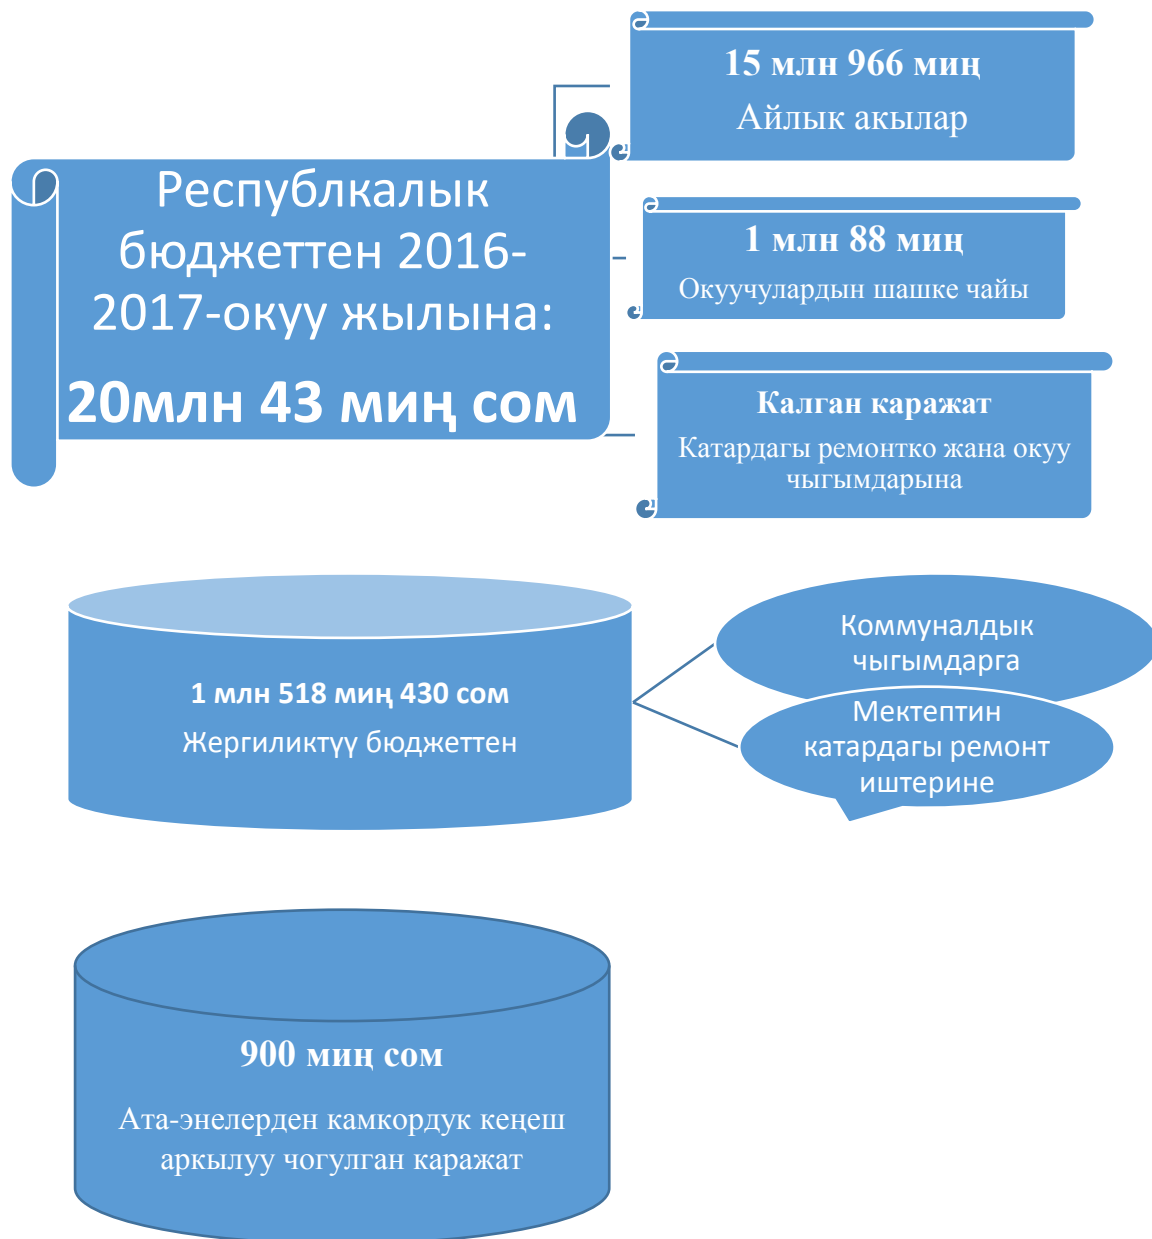 Республкалык
бюджеттен 2016-
2017-окуу жылына:
20млн 43 миң сом
15 млн 966 миң
Айлык акылар
1 млн 88 миң
Окуучулардын шашке чайы
Калган каражат
Катардагы ремонтко жана окуу
чыгымдарына
1 млн 518 миң 430 сом
Жергиликтүү бюджеттен
Коммуналдык
чыгымдарга
Мектептин
катардагы ремонт
иштерине
900 миң сом
Ата-энелерден камкордук кеңеш
аркылуу чогулган каражат